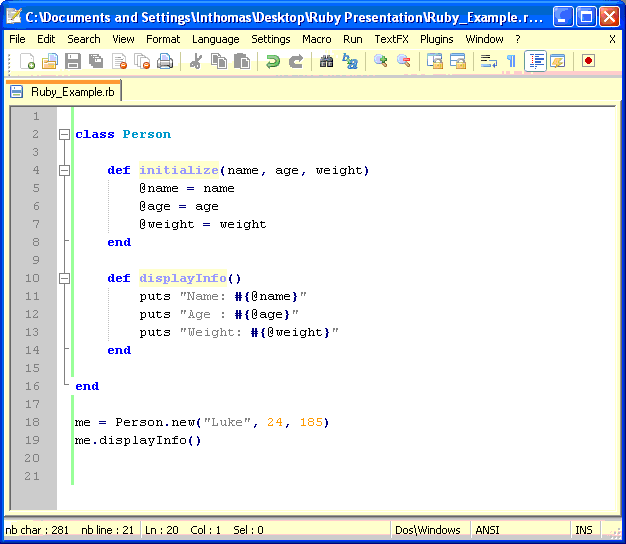 C:\Documents and Settings\lnthomas\Desktop\Ruby Presentation\Ruby_Example.r...
File Edit Search View Format Language Settings Macro Run TextFX Plugins Window ? X
Ruby_Example.rb
1
2 class Person
3
4 def initialize(name, age, weight)
5 @name = name
6 @age = age
7 @weight = weight
8 end
9
10 def displayInfo()
11 puts "Name: #{@name}"
12 puts "Age : #{@age}"
13 puts "Weight: #{@weight}"
14 end
15
16 end
17
18 me = Person.new("Luke", 24, 185)
19 me.displayInfo()
20
21
nb char : 281 nb line : 21 Ln : 20 Col : 1 Sel : 0 Dos\Windows ANSI INS